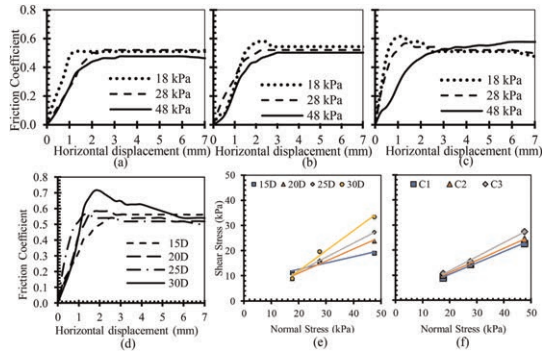 0.8
0.6
0.4
0.2
0.0
Friction Coefficient
18 kPa
28 kPa
48 kPa
0 1 2 3 4 5 6 7
Horizontal displacement (mm)
(a)
18 kPa
28 kPa
48 kPa
0 1 2 3 4 5 6 7
Horizontal displacement (mm)
(b)
18 kPa
28 kPa
48 kPa
0 1 2 3 4 5 6 7
Horizontal displacement (mm)
(c)
0.8
0.7
0.6
0.5
0.4
0.3
0.2
0.1
0.0
Friction Coefficient
15D
20D
25D
30D
0 1 2 3 4 5 6 7
Horizontal displacement (mm)
(d)
50
40
30
20
10
0
Shear Stress (kPa)
15D 20D 25D 30D
0 10 20 30 40 50
Normal Stress (kPa)
(e)
C1 C2 C3
0 10 20 30 40 50
Normal Stress (kPa)
(f)